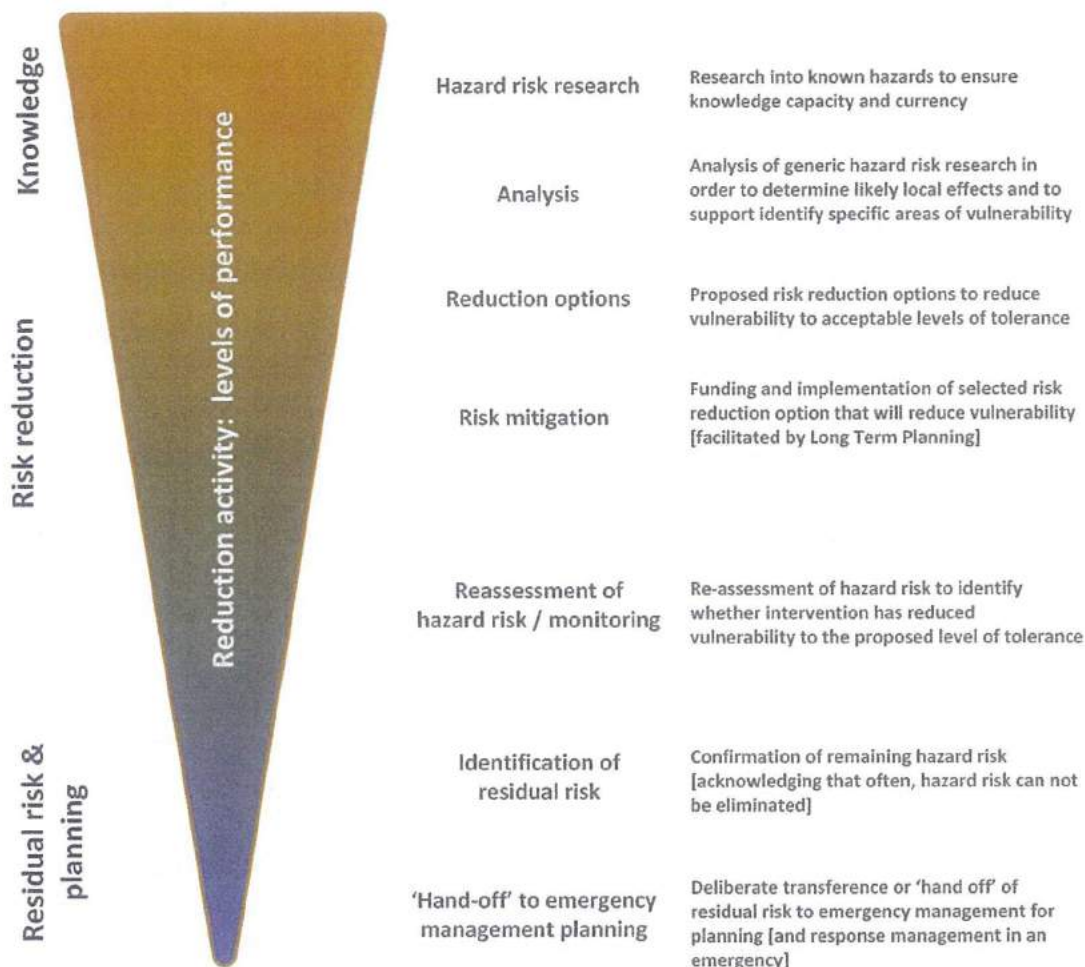 Knowledge
Risk reduction
Residual risk &
planning
Reduction activity: levels of performance
Hazard risk research
Research into known hazards to ensure
knowledge capacity and currency
Analysis
Analysis of generic hazard risk research in
order to determine likely local effects and to
support identify specific areas of vulnerability
Reduction options
Proposed risk reduction options to reduce
vulnerability to acceptable levels of tolerance
Risk mitigation
Funding and implementation of selected risk
reduction option that will reduce vulnerability
[facilitated by Long Term Planning]
Reassessment of
hazard risk / monitoring
Re-assessment of hazard risk to identify
whether intervention has reduced
vulnerability to the proposed level of tolerance
Identification of
residual risk
Confirmation of remaining hazard risk
[acknowledging that often, hazard risk can not
be eliminated]
‘Hand-off’ to emergency
management planning
Deliberate transference or ‘hand off’ of
residual risk to emergency management for
planning [and response management in an
emergency]